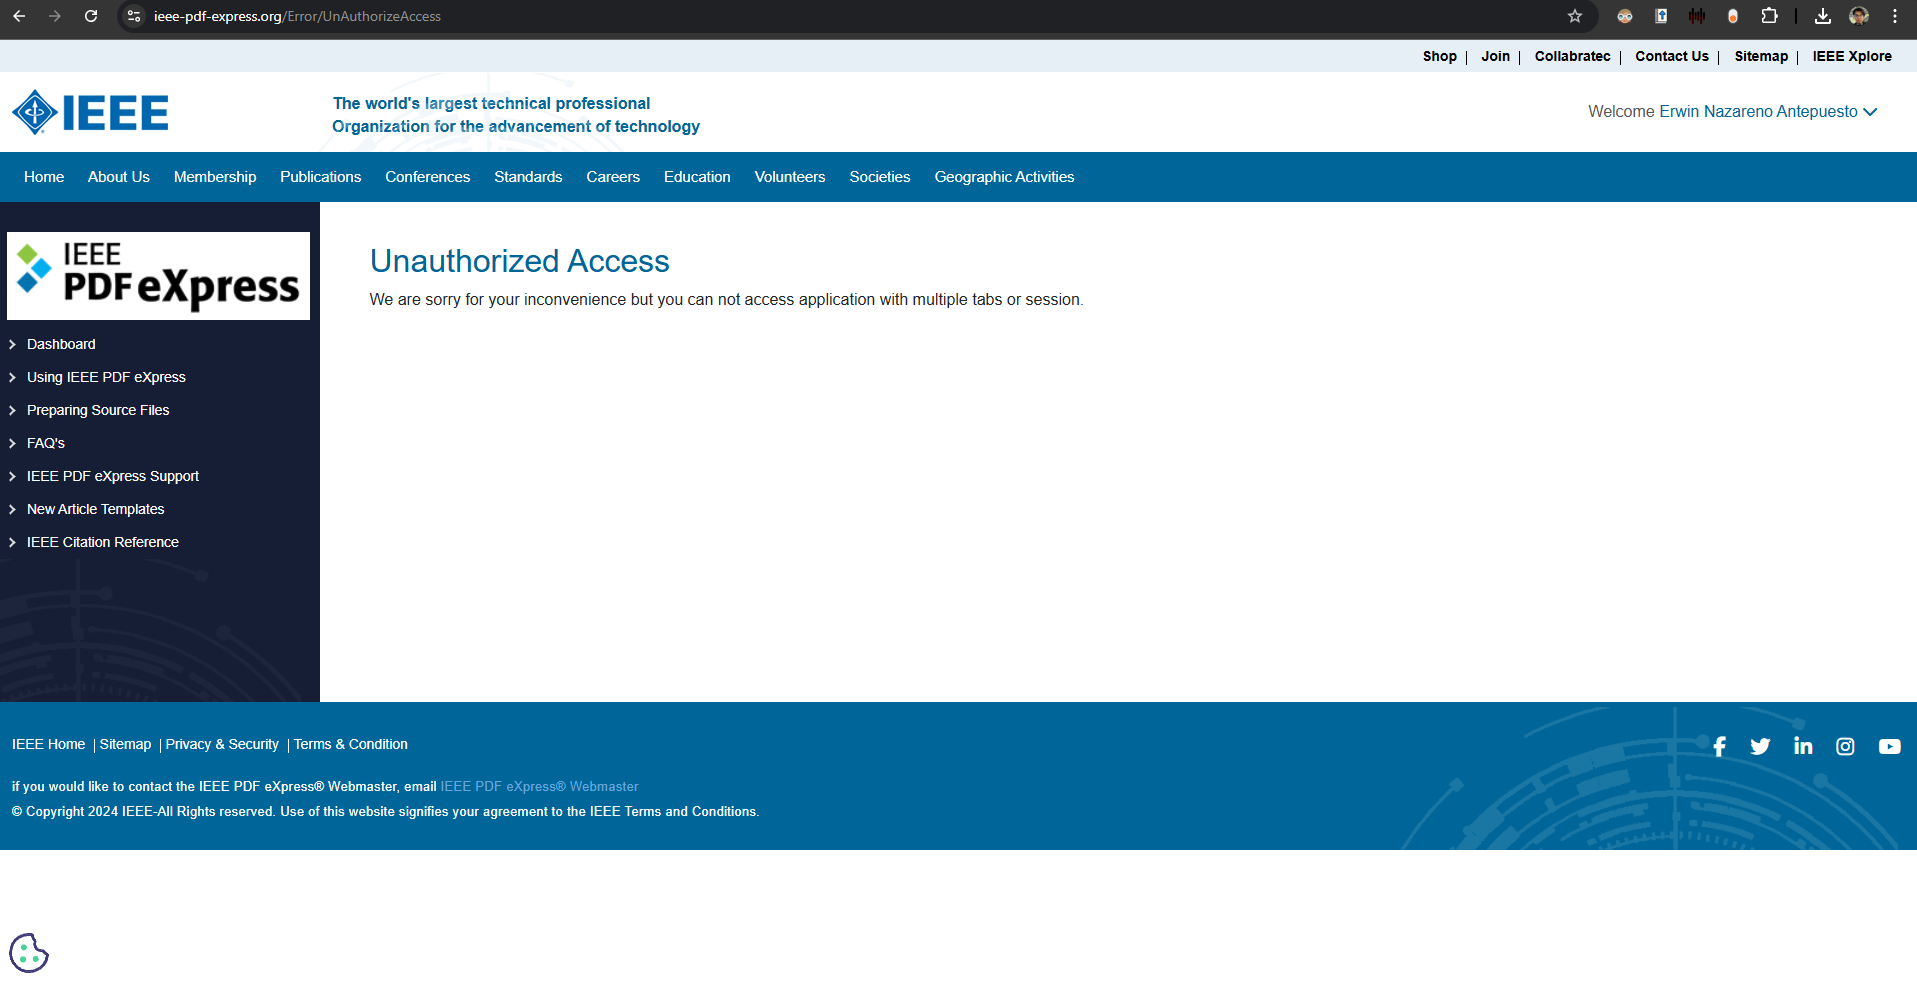 ieee-pdf-express.org/Error/UnAuthorizeAccess
Shop | Join | Collabratec | Contact Us | Sitemap | IEEE Xplore
IEEE
The world's largest technical professional
Organization for the advancement of technology
Welcome Erwin Nazareno Antepuesto
Home About Us Membership Publications Conferences Standards Careers Education Volunteers Societies Geographic Activities
IEEE
PDF eXpress
Dashboard
Using IEEE PDF eXpress
Preparing Source Files
FAQ's
IEEE PDF eXpress Support
New Article Templates
IEEE Citation Reference
Unauthorized Access
We are sorry for your inconvenience but you can not access application with multiple tabs or session.
IEEE Home | Sitemap | Privacy & Security | Terms & Condition
if you would like to contact the IEEE PDF eXpress® Webmaster, email IEEE PDF eXpress® Webmaster
© Copyright 2024 IEEE-All Rights reserved. Use of this website signifies your agreement to the IEEE Terms and Conditions.